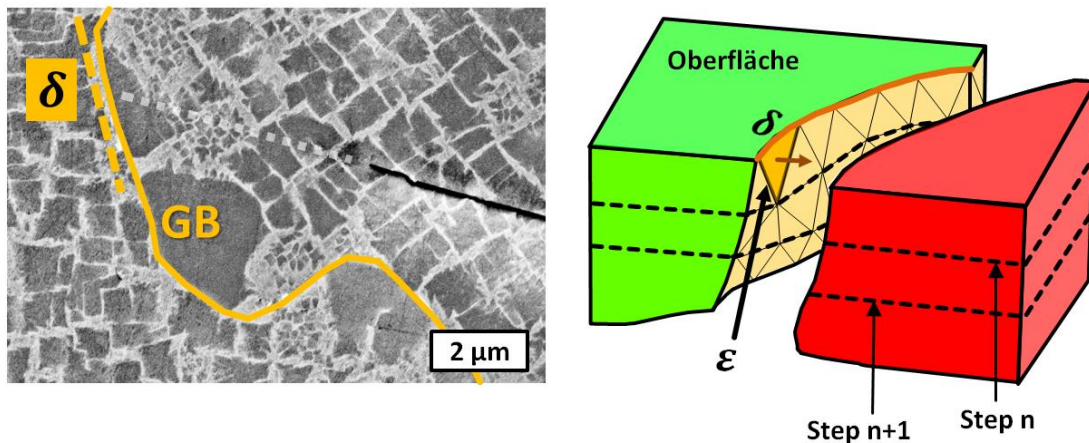 δ
GB
2 µm
Oberfläche
δ
ε
Step n+1
Step n